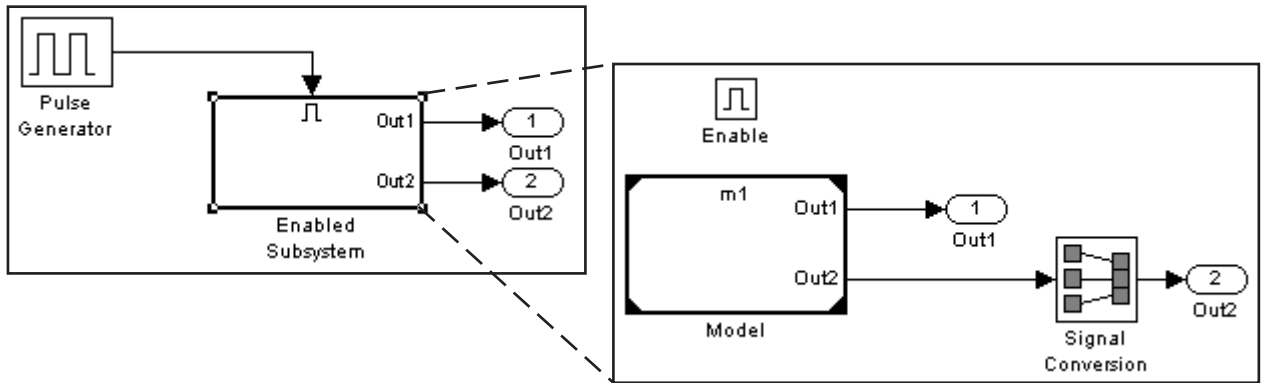 Pulse
Generator
Out1
1
Out1
Out2
2
Out2
Enabled
Subsystem
Enable
m1
Out1
1
Out1
Out2
2
Out2
Model
Signal
Conversion